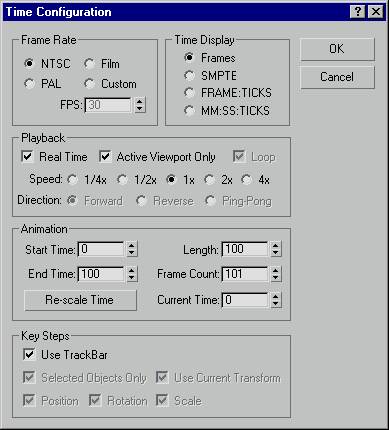 Time Configuration
Frame Rate
NTSC Film
PAL Custom
FPS: 30
Time Display
Frames
SMPTE
FRAME:TICKS
MM:SS:TICKS
OK
Cancel
Playback
Real Time Active Viewport Only Loop
Speed: 1/4x 1/2x 1x 2x 4x
Direction: Forward Reverse Ping-Pong
Animation
Start Time: 0 Length: 100
End Time: 100 Frame Count: 101
Re-scale Time Current Time: 0
Key Steps
Use TrackBar
Selected Objects Only Use Current Transform
Position Rotation Scale